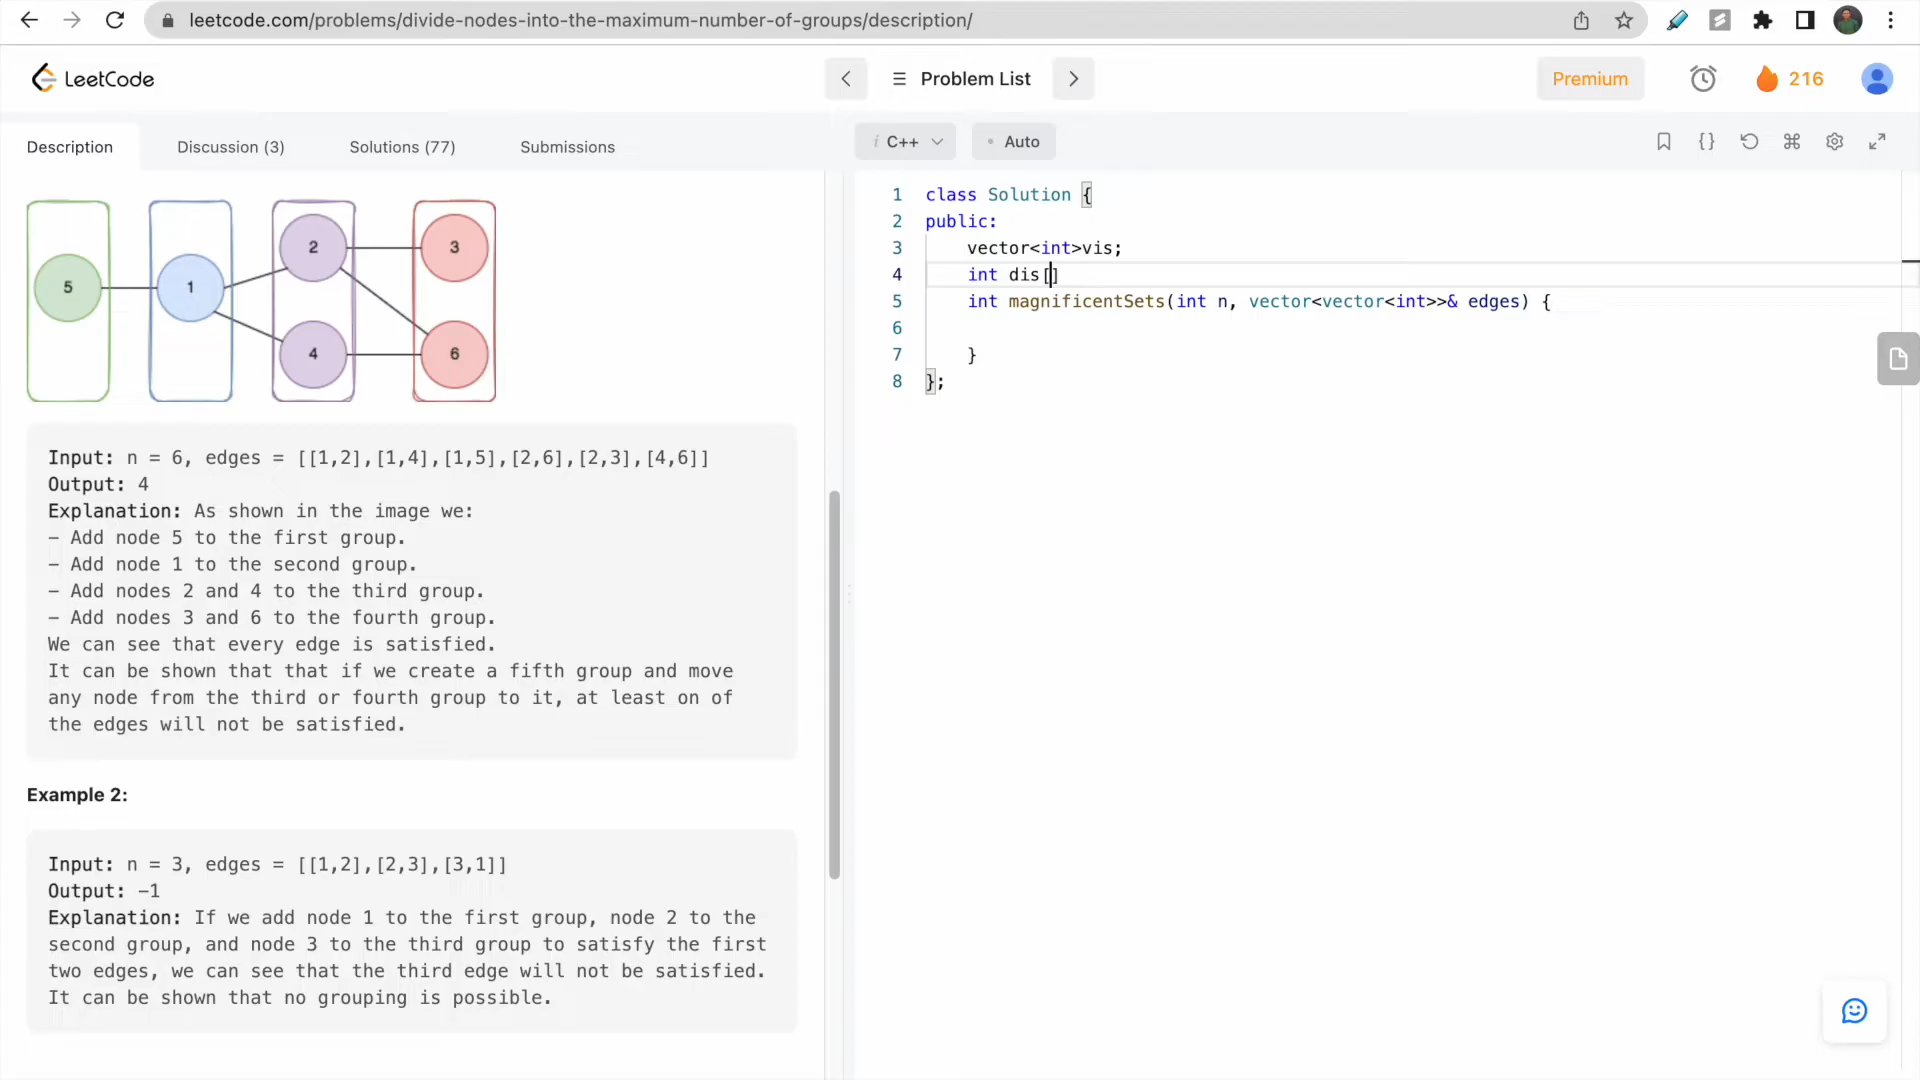 leetcode.com/problems/divide-nodes-into-the-maximum-number-of-groups/description/
LeetCode
Problem List
Premium
216
Description
Discussion (3)
Solutions (77)
Submissions
i C++
Auto
5
1
2
3
4
6
Input: n = 6, edges = [[1,2],[1,4],[1,5],[2,6],[2,3],[4,6]]
Output: 4
Explanation: As shown in the image we:
- Add node 5 to the first group.
- Add node 1 to the second group.
- Add nodes 2 and 4 to the third group.
- Add nodes 3 and 6 to the fourth group.
We can see that every edge is satisfied.
It can be shown that that if we create a fifth group and move
any node from the third or fourth group to it, at least on of
the edges will not be satisfied.
Example 2:
Input: n = 3, edges = [[1,2],[2,3],[3,1]]
Output: -1
Explanation: If we add node 1 to the first group, node 2 to the
second group, and node 3 to the third group to satisfy the first
two edges, we can see that the third edge will not be satisfied.
It can be shown that no grouping is possible.
1 class Solution {
2 public:
3 vector<int>vis;
4 int dis[]
5 int magnificentSets(int n, vector<vector<int>>& edges) {
6
7 }
8 };